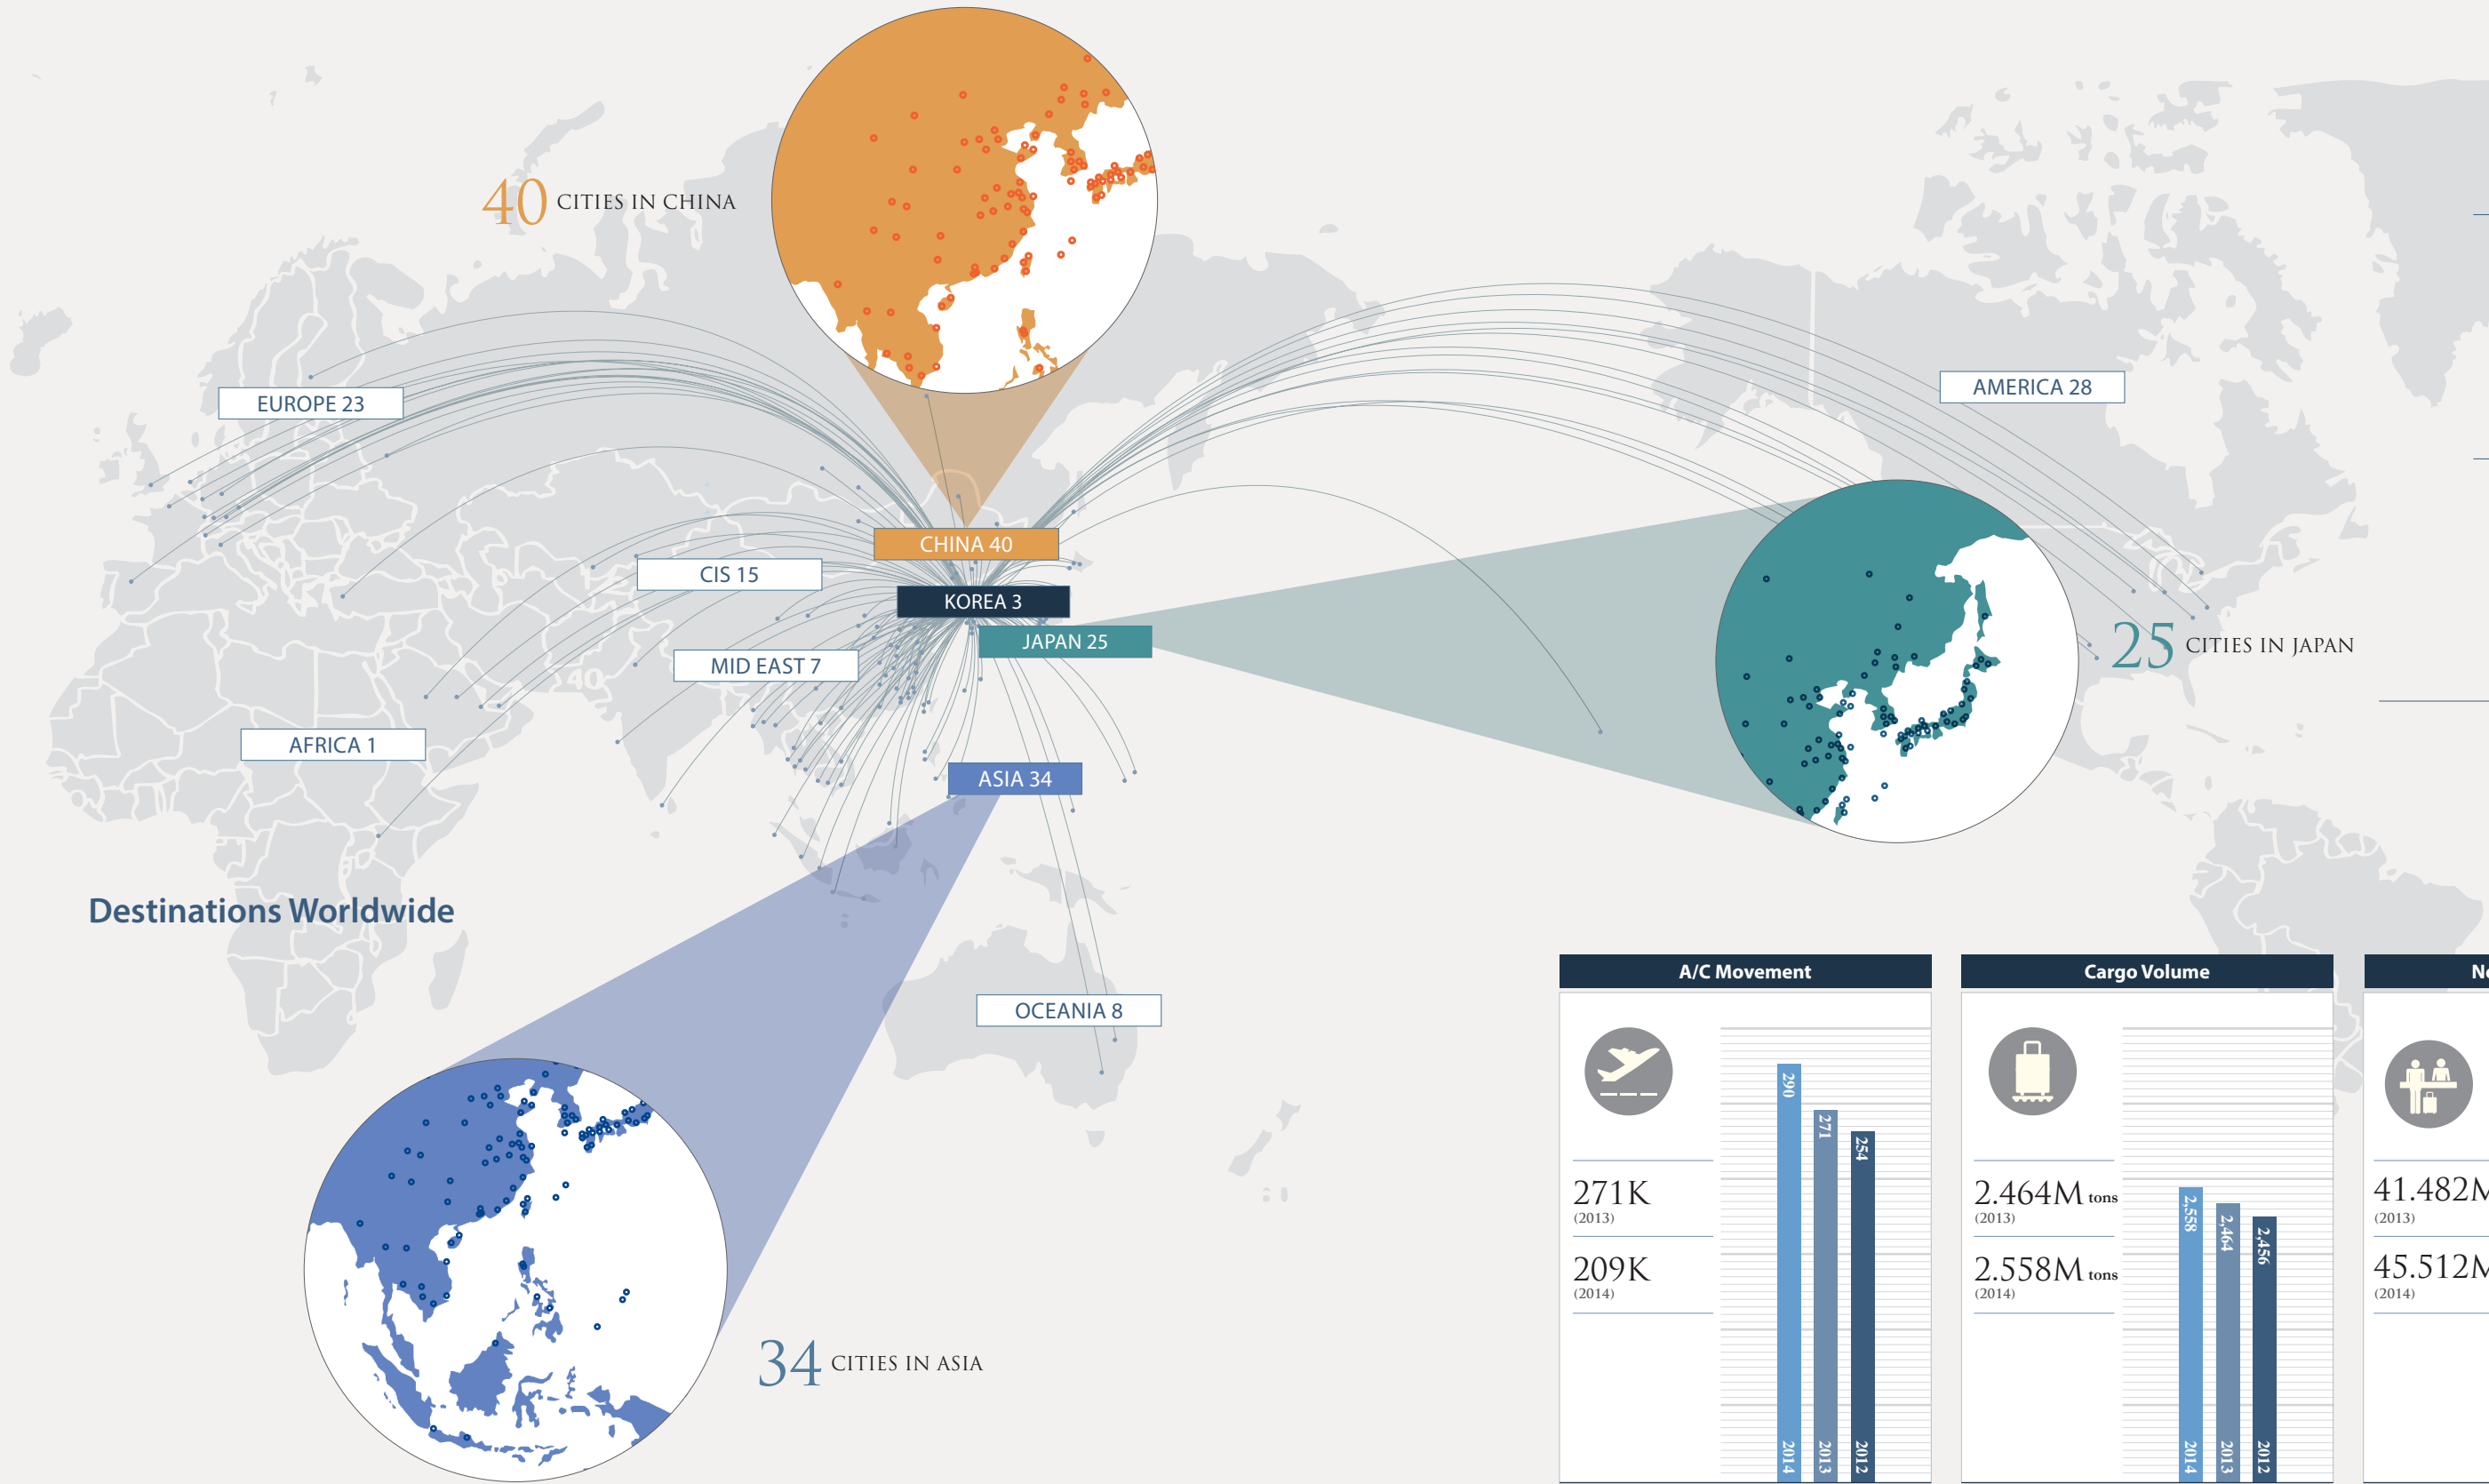 40 CITIES IN CHINA
EUROPE 23
AMERICA 28
CHINA 40
CIS 15
KOREA 3
JAPAN 25
25 CITIES IN JAPAN
MID EAST 7
40
AFRICA 1
ASIA 34
Destinations Worldwide
OCEANIA 8
34 CITIES IN ASIA
A/C Movement
271K
(2013)
209K
(2014)
290
271
254
2014
2013
2012
Cargo Volume
2.464M tons
(2013)
2.558M tons
(2014)
2,558
2,464
2,456
2014
2013
2012
41.482M
(2013)
45.512M
(2014)